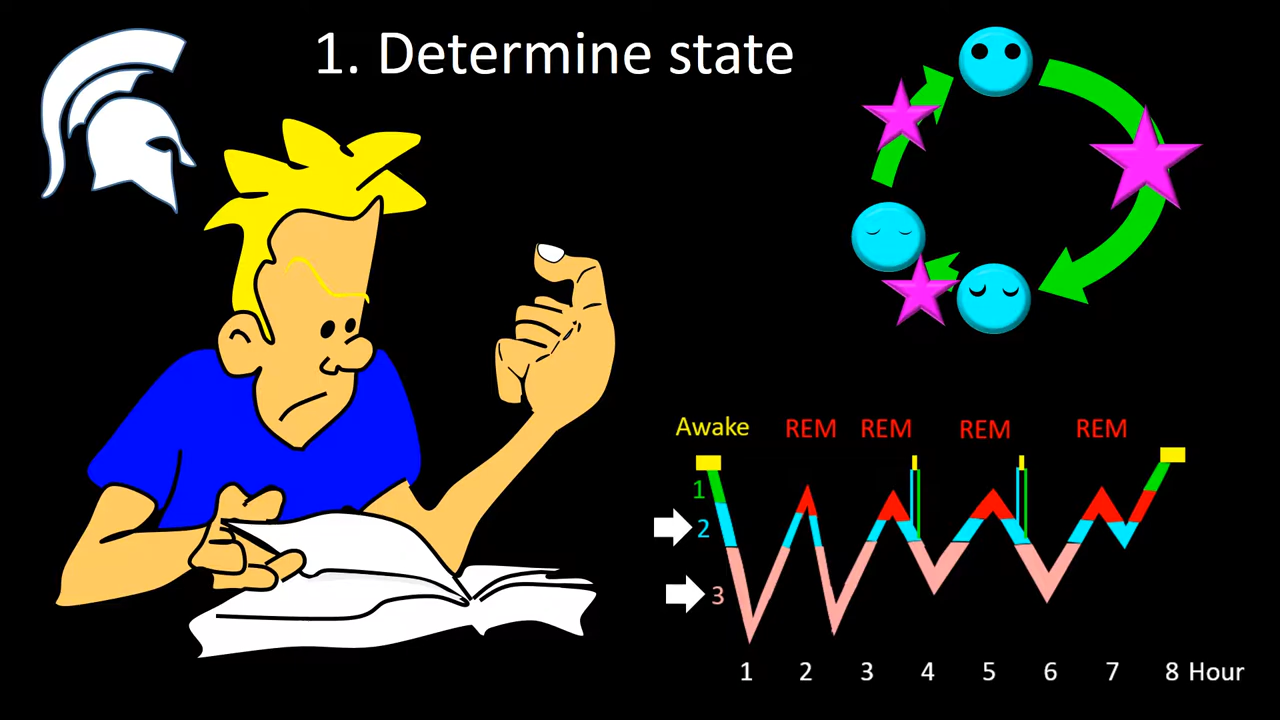 1. Determine state
Awake REM REM REM REM
1
2
3
1 2 3 4 5 6 7 8 Hour